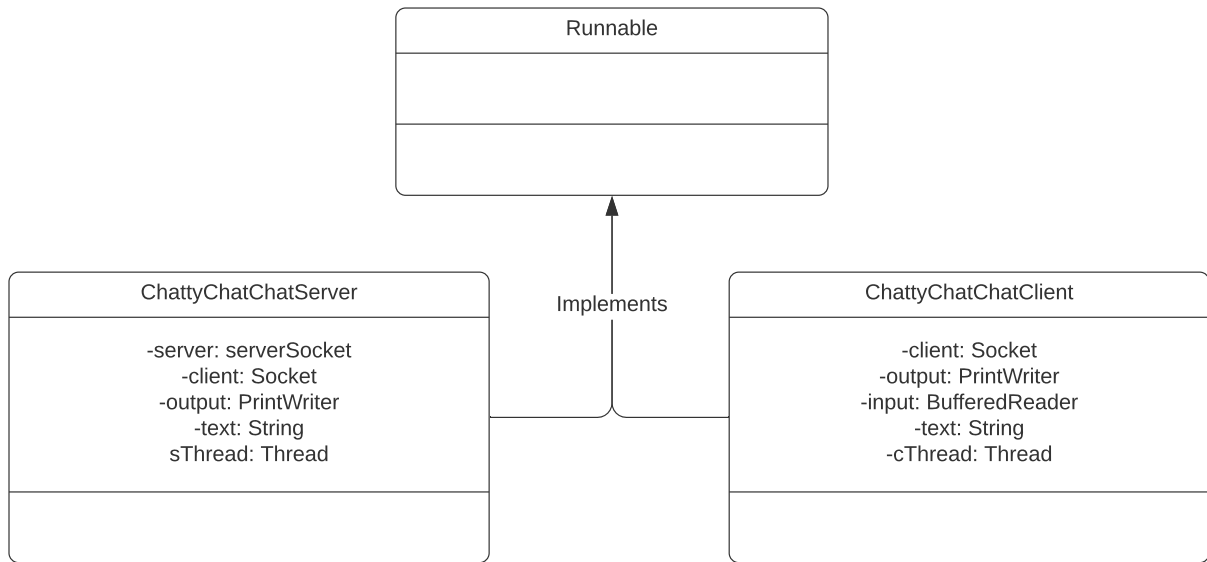 Runnable
ChattyChatChatServer
-server: serverSocket
-client: Socket
-output: PrintWriter
-text: String
sThread: Thread
Implements
ChattyChatChatClient
-client: Socket
-output: PrintWriter
-input: BufferedReader
-text: String
-cThread: Thread